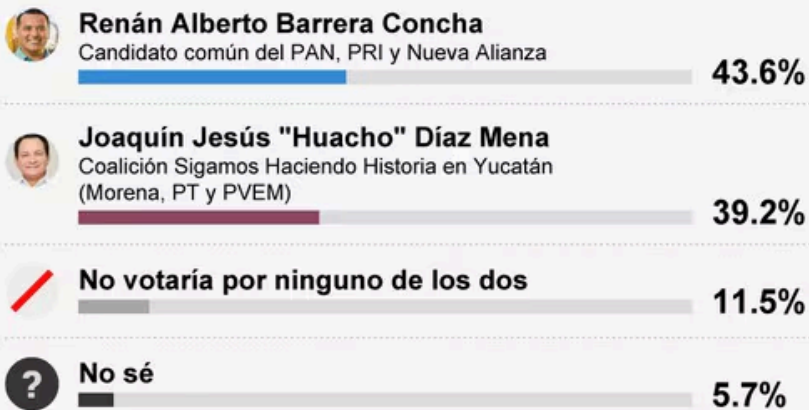 Renán Alberto Barrera Concha
Candidato común del PAN, PRI y Nueva Alianza
43.6%
Joaquín Jesús "Huacho" Díaz Mena
Coalición Sigamos Haciendo Historia en Yucatán
(Morena, PT y PVEM)
39.2%
No votaría por ninguno de los dos
11.5%
?
No sé
5.7%